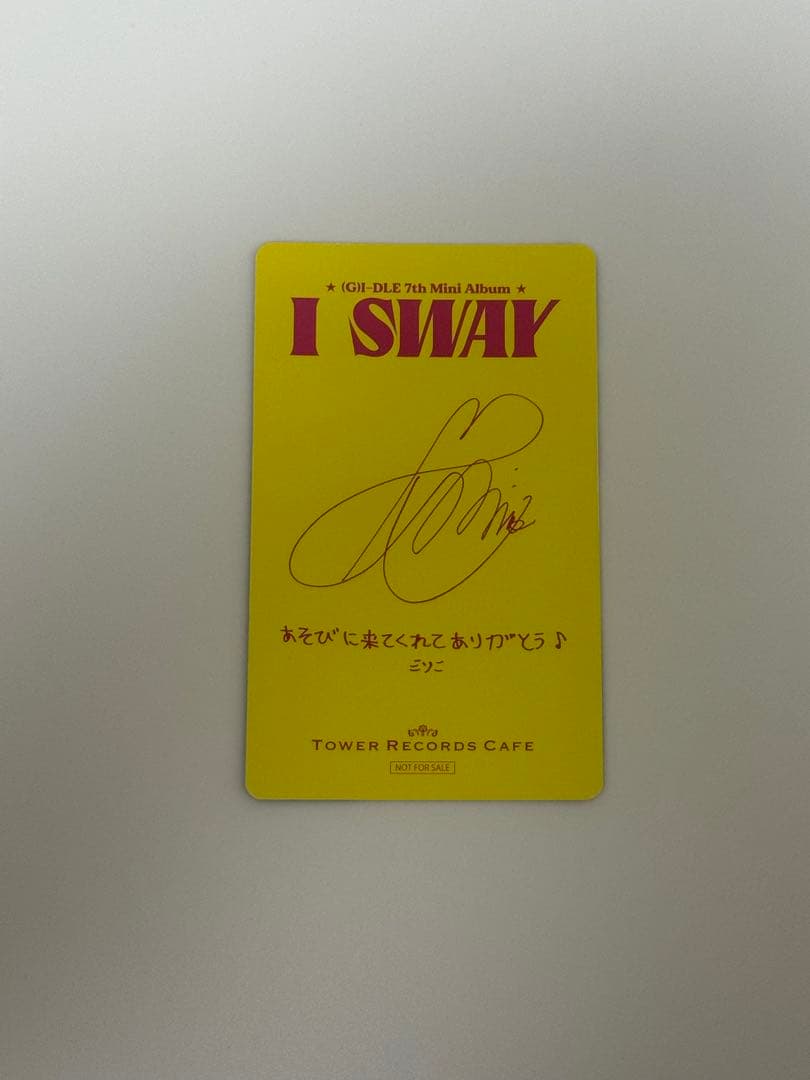 ★ (G)I-DLE 7th Mini Album ★
I SWAY
あそびに来てくれてありがとう♪
ミソニ
TOWER RECORDS CAFE
NOT FOR SALE